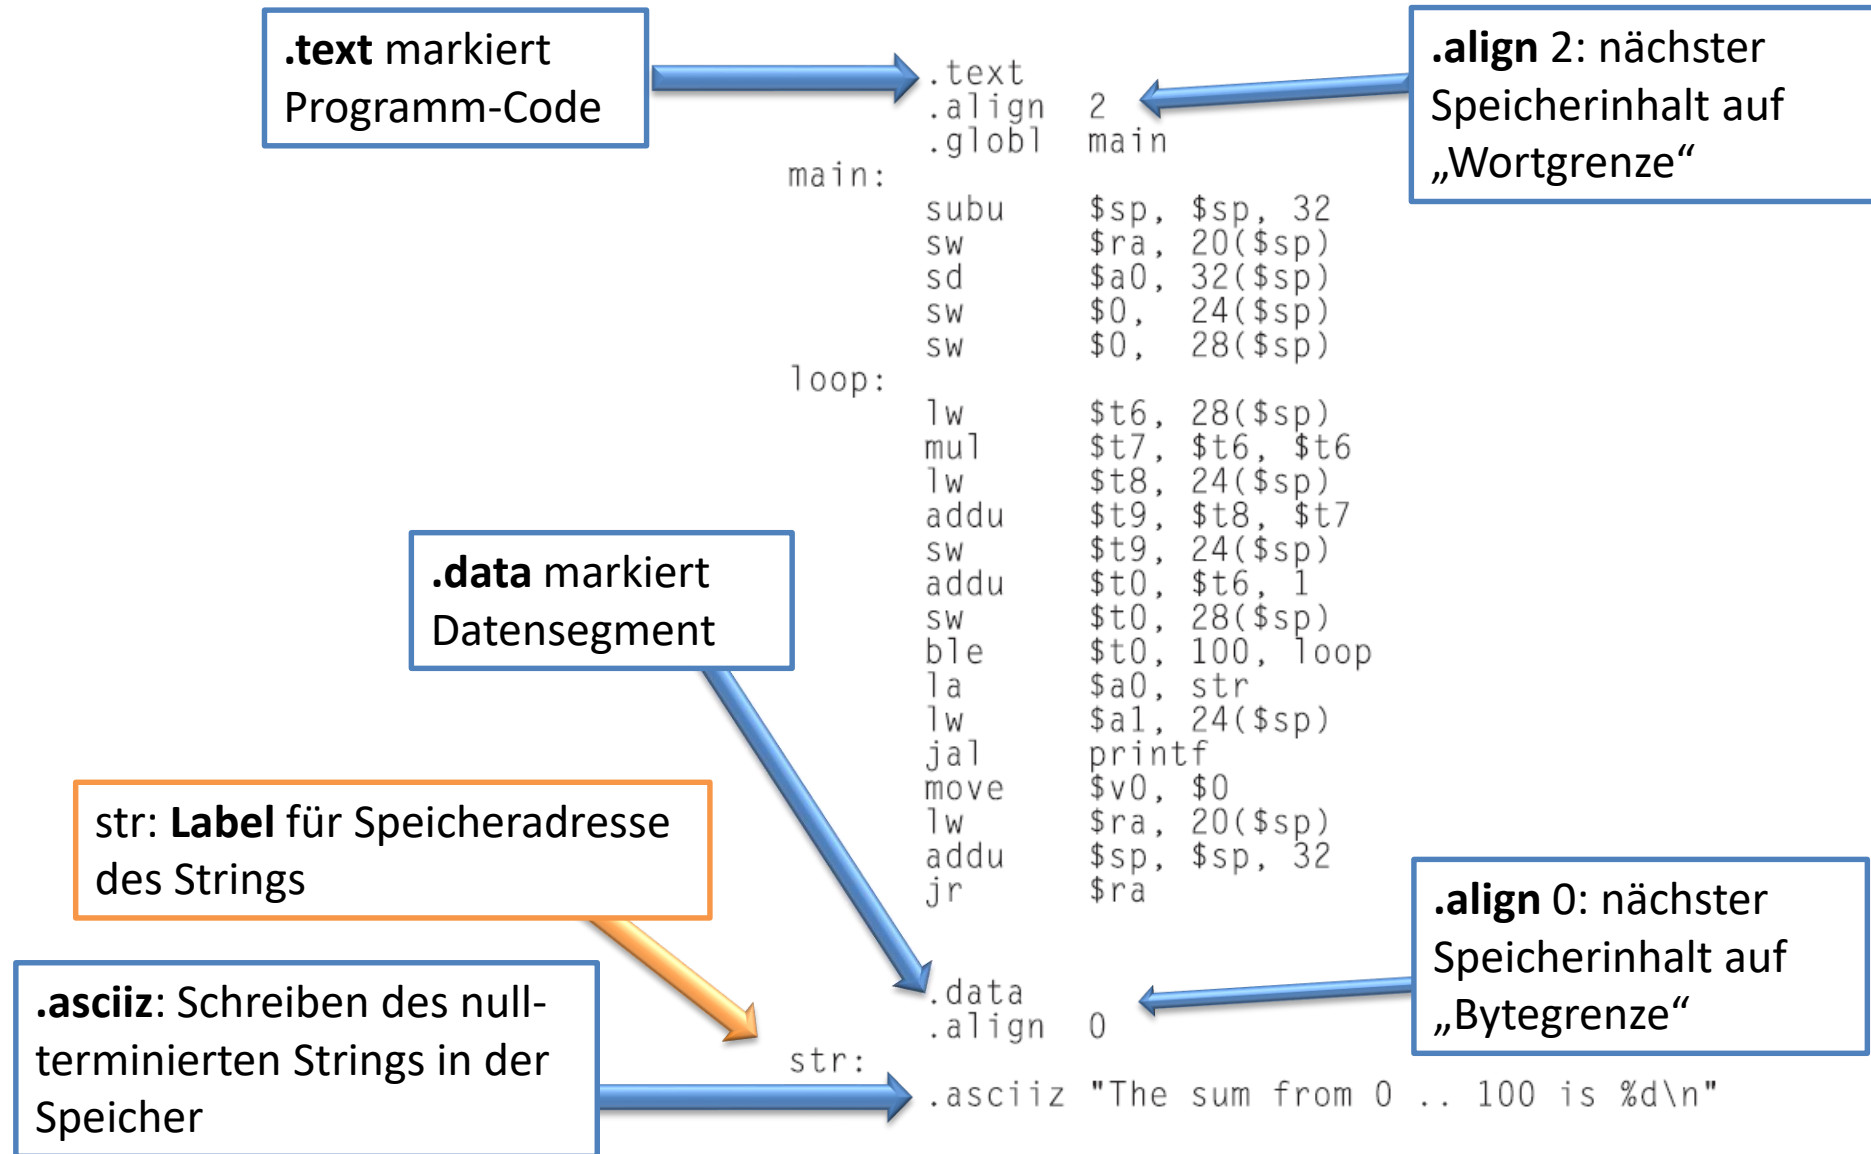 .text markiert
Programm-Code
.align 2: nächster
Speicherinhalt auf
„Wortgrenze“
.text
.align 2
.globl main
main:
subu $sp, $sp, 32
sw $ra, 20($sp)
sd $a0, 32($sp)
sw $0, 24($sp)
sw $0, 28($sp)
loop:
lw $t6, 28($sp)
mul $t7, $t6, $t6
lw $t8, 24($sp)
addu $t9, $t8, $t7
sw $t9, 24($sp)
addu $t0, $t6, 1
sw $t0, 28($sp)
ble $t0, 100, loop
la $a0, str
lw $a1, 24($sp)
jal printf
move $v0, $0
lw $ra, 20($sp)
addu $sp, $sp, 32
jr $ra
.data markiert
Datensegment
str: Label für Speicheradresse
des Strings
.align 0: nächster
Speicherinhalt auf
„Bytegrenze“
.asciiz: Schreiben des null-
terminierten Strings in der
Speicher
.data
.align 0
str:
.asciiz "The sum from 0 .. 100 is %d\n"